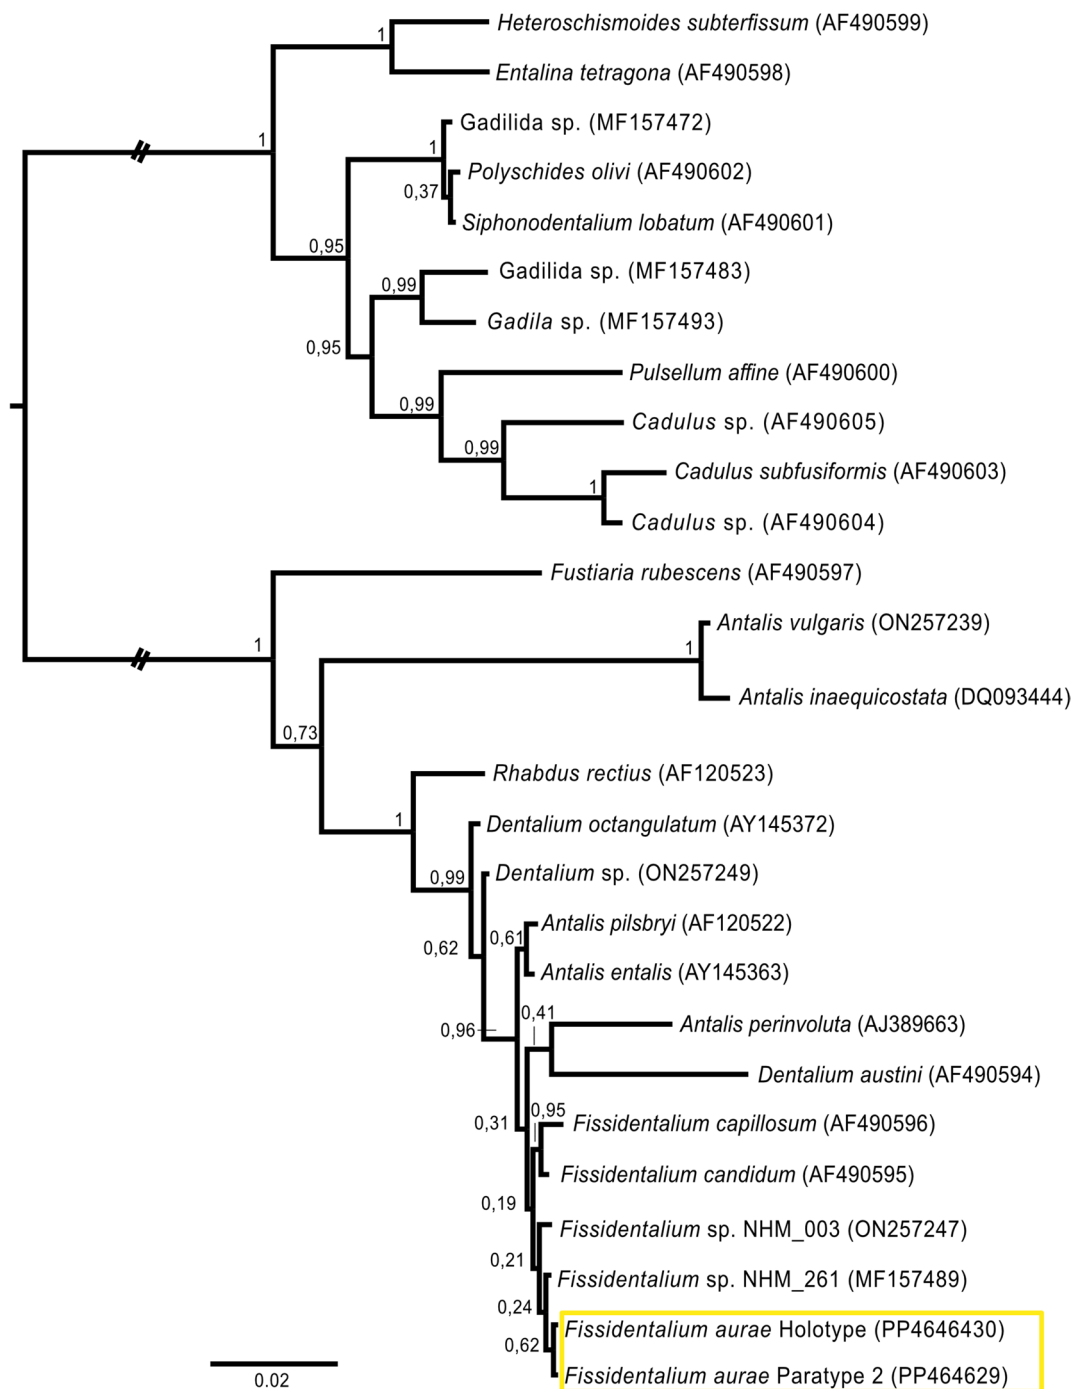 Heteroschismoides subterfissum (AF490599)
1
Entalina tetragona (AF490598)
Gadilida sp. (MF157472)
1
1
Polyschides olivi (AF490602)
0,37
Siphonodentalium lobatum (AF490601)
0,95
Gadilida sp. (MF157483)
0,99
Gadila sp. (MF157493)
0,95
Pulsellum affine (AF490600)
0,99
Cadulus sp. (AF490605)
0,99
Cadulus subfusiformis (AF490603)
1
Cadulus sp. (AF490604)
Fustiaria rubescens (AF490597)
Antalis vulgaris (ON257239)
1
1
Antalis inaequicostata (DQ093444)
0,73
Rhabdus rectius (AF120523)
1
Dentalium octangulatum (AY145372)
Dentalium sp. (ON257249)
0,99
Antalis pilsbryi (AF120522)
0,61
0,62
Antalis entalis (AY145363)
0,41
Antalis perinvoluta (AJ389663)
0,96
Dentalium austini (AF490594)
0,95
Fissidentalium capillosum (AF490596)
0,31
Fissidentalium candidum (AF490595)
0,19
Fissidentalium sp. NHM_003 (ON257247)
0,21
Fissidentalium sp. NHM_261 (MF157489)
0,24
Fissidentalium aurae Holotype (PP4646430)
0,62
Fissidentalium aurae Paratype 2 (PP464629)
0.02